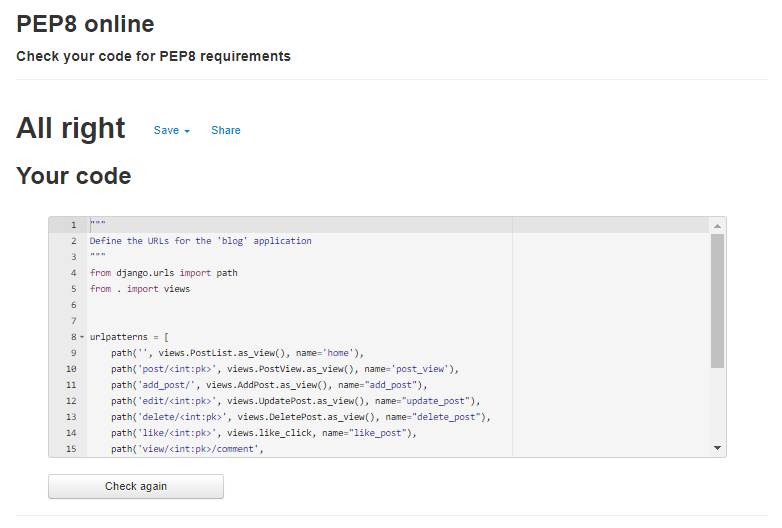 PEP8 online
Check your code for PEP8 requirements
All right Save Share
Your code
1 """
2 Define the URLs for the 'blog' application
3 """
4 from django.urls import path
5 from . import views
6
7
8 urlpatterns = [
9 path('', views.PostList.as_view(), name='home'),
10 path('post/<int:pk>', views.PostView.as_view(), name='post_view'),
11 path('add_post/', views.AddPost.as_view(), name="add_post"),
12 path('edit/<int:pk>', views.UpdatePost.as_view(), name="update_post"),
13 path('delete/<int:pk>', views.DeletePost.as_view(), name="delete_post"),
14 path('like/<int:pk>', views.like_click, name="like_post"),
15 path('view/<int:pk>/comment',
Check again